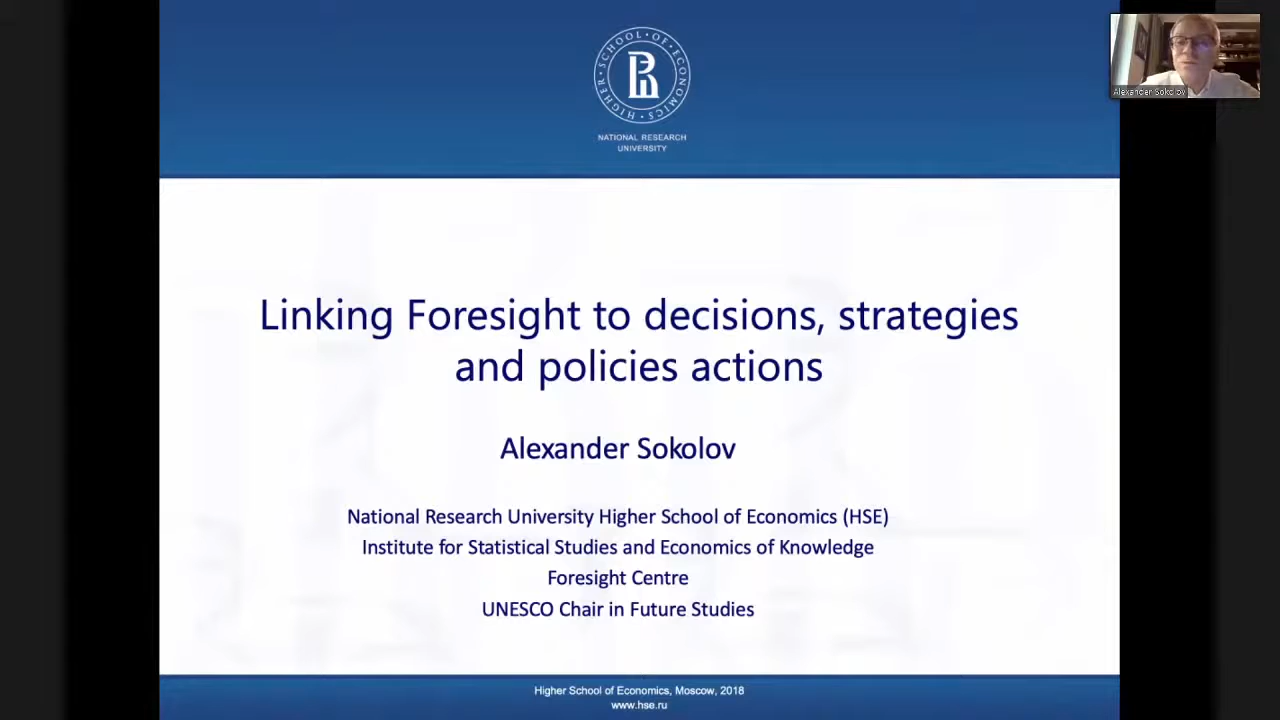 HIGHER • SCHOOL • OF • ECONOMICS •
NATIONAL RESEARCH
UNIVERSITY
Alexander Sokolov
Linking Foresight to decisions, strategies
and policies actions
Alexander Sokolov
National Research University Higher School of Economics (HSE)
Institute for Statistical Studies and Economics of Knowledge
Foresight Centre
UNESCO Chair in Future Studies
Higher School of Economics, Moscow, 2018
www.hse.ru